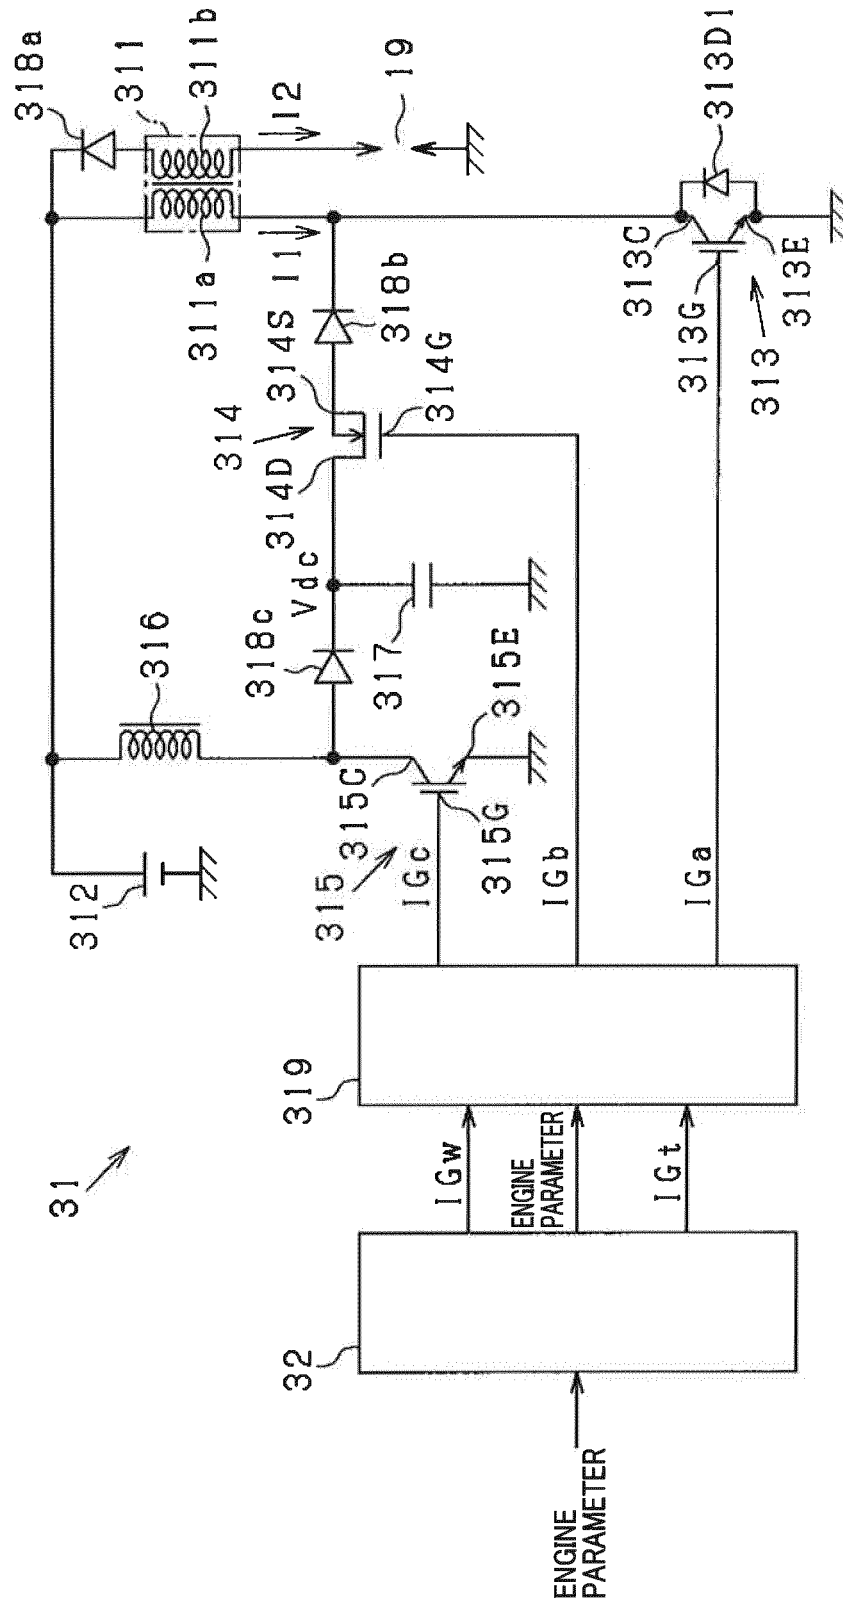 31
312
316
318a
311
311b
311a
I1
I2
19
318b
314S
314
314D
314G
Vdc
318c
317
315E
315C
315G
315
IGc
IGb
IGa
313C
313G
313E
313
313D1
319
IGw
ENGINE
PARAMETER
IGt
32
ENGINE
PARAMETER